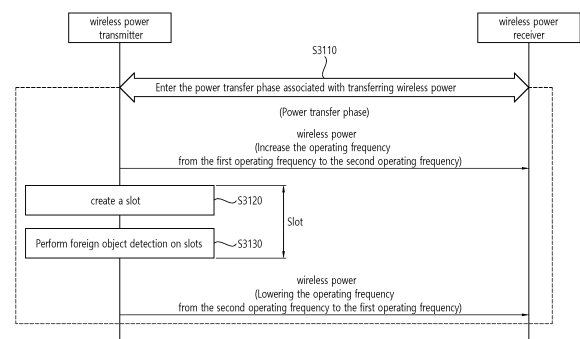 wireless power
transmitter
wireless power
receiver
S3110
Enter the power transfer phase associated with transferring wireless power
(Power transfer phase)
wireless power
(Increase the operating frequency
from the first operating frequency to the second operating frequency)
create a slot
S3120
Slot
Perform foreign object detection on slots
S3130
wireless power
(Lowering the operating frequency
from the second operating frequency to the first operating frequency)